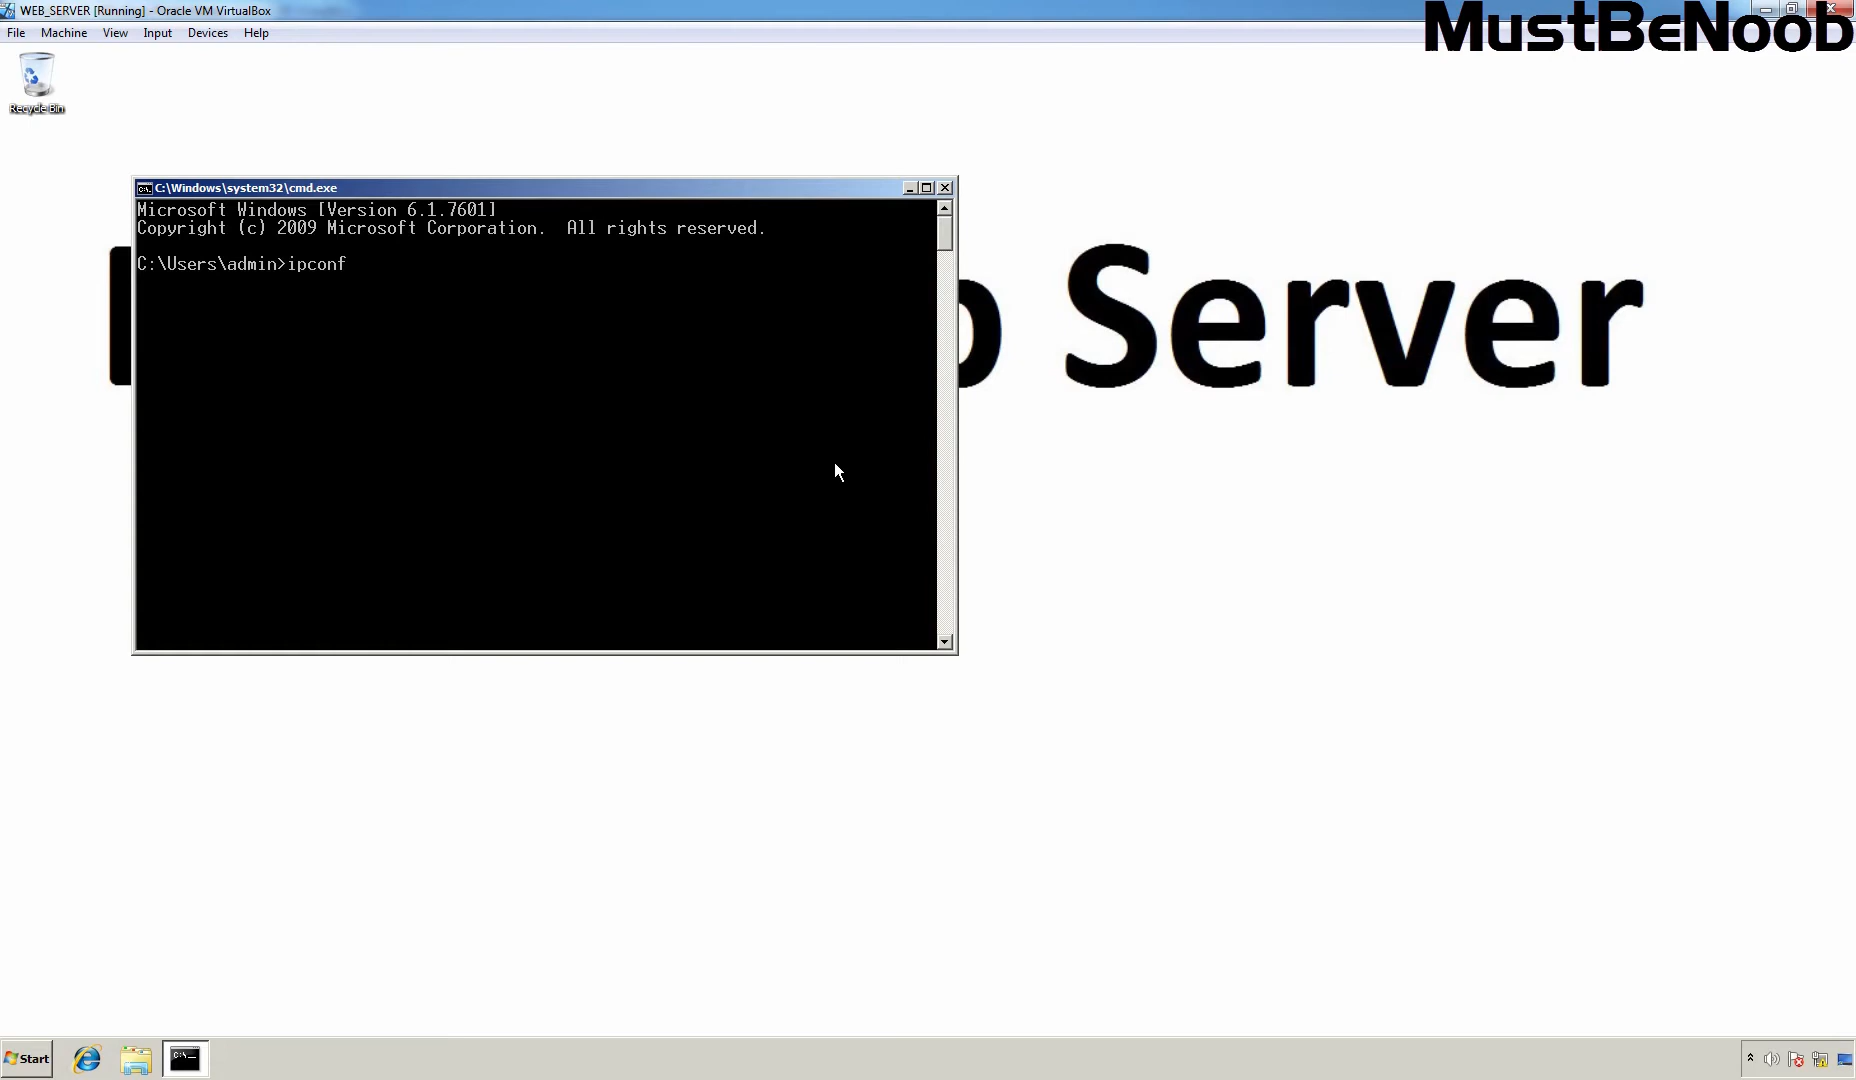 WEB_SERVER [Running] - Oracle VM VirtualBox
MustBeNoob
File Machine View Input Devices Help
Recycle Bin
C:\Windows\system32\cmd.exe
Microsoft Windows [Version 6.1.7601]
Copyright (c) 2009 Microsoft Corporation.  All rights reserved.
C:\Users\admin>ipconf
Server
Start